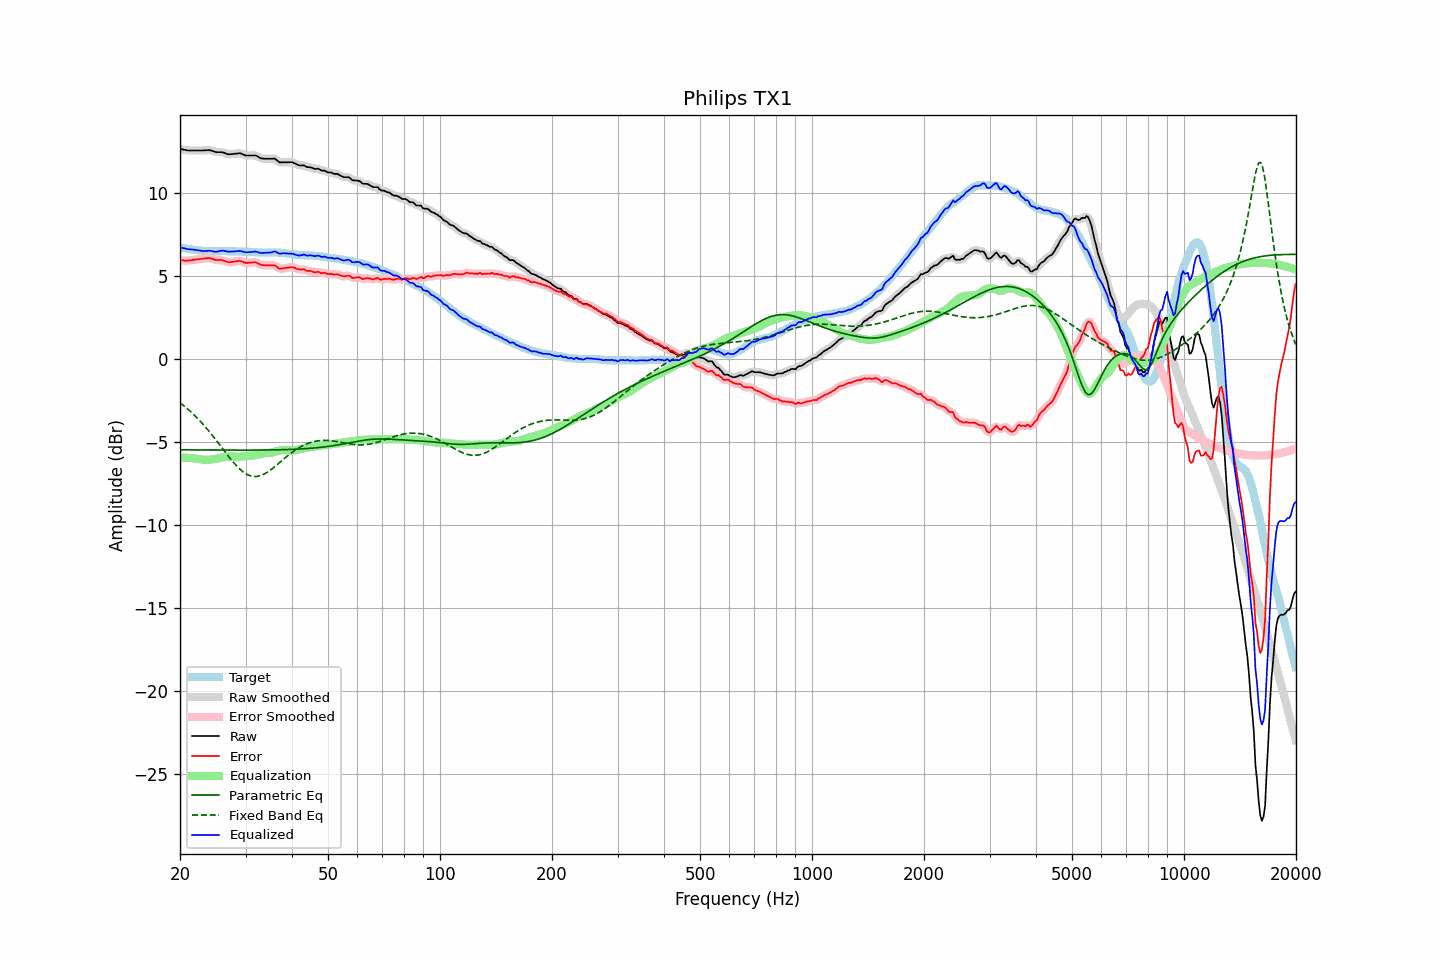 Philips TX1
10
5
0
−5
−10
−15
−20
−25
Amplitude (dBr)
Target
Raw Smoothed
Error Smoothed
Raw
Error
Equalization
Parametric Eq
Fixed Band Eq
Equalized
20 50 100 200 500 1000 2000 5000 10000 20000
Frequency (Hz)